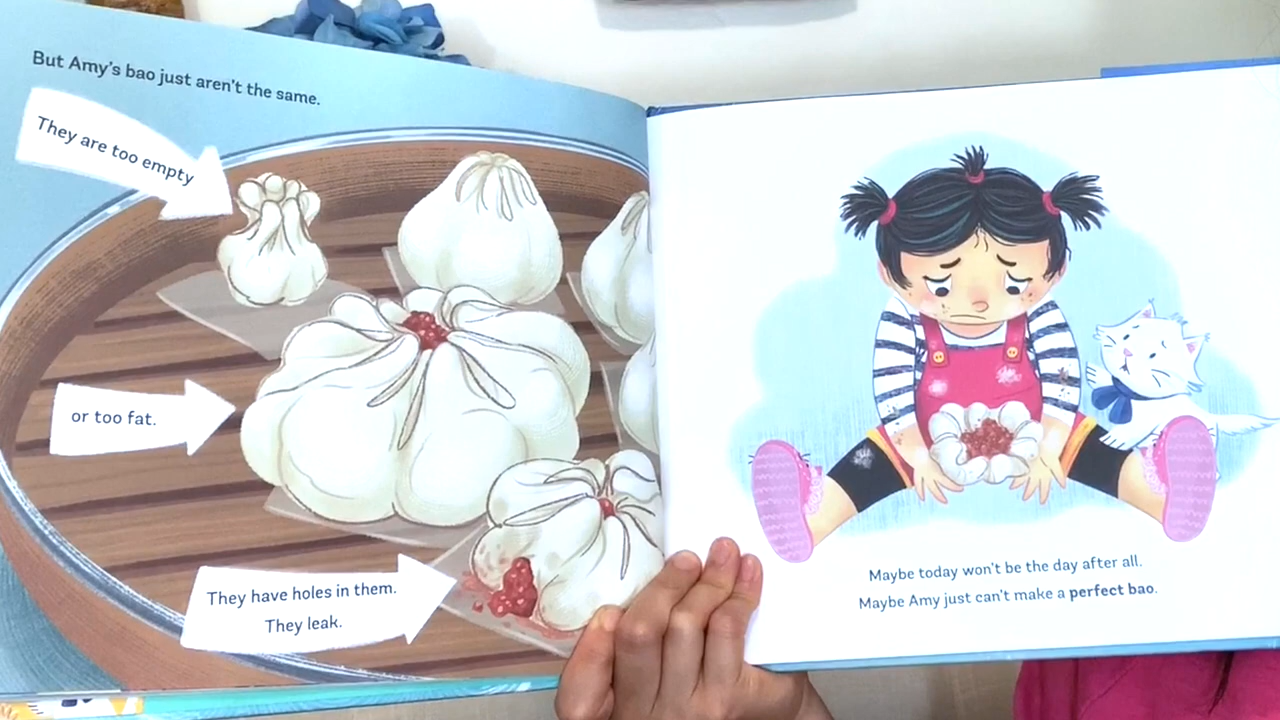 But Amy's bao just aren't the same.
They are too empty
or too fat.
They have holes in them.
They leak.
Maybe today won't be the day after all.
Maybe Amy just can't make a perfect bao.